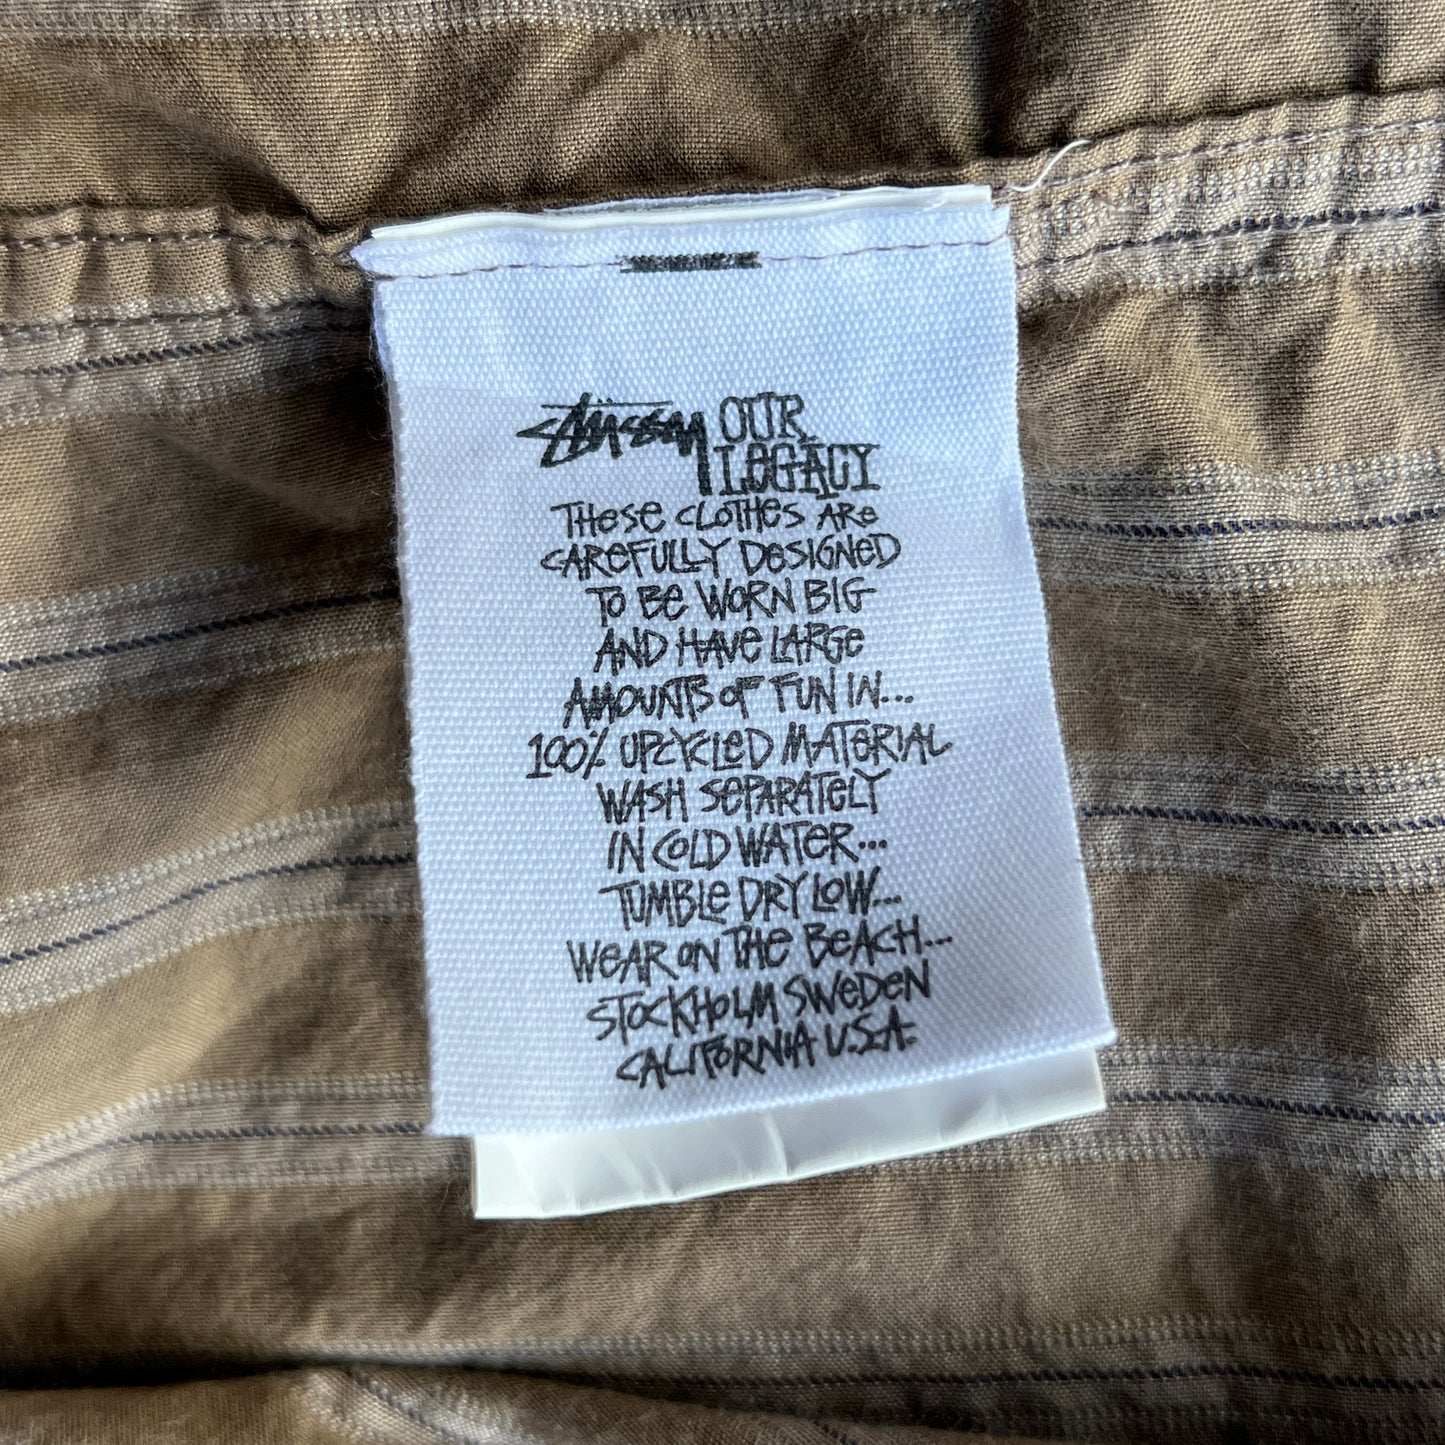 STÜSSY OUR
LEGACY
THESE CLOTHES ARE
CAREFULLY DESIGNED
TO BE WORN BIG
AND HAVE LARGE
AMOUNTS OF FUN IN...
100% UPCYCLED MATERIAL
WASH SEPARATELY
IN COLD WATER...
TUMBLE DRY LOW...
WEAR ON THE BEACH...
STOCKHOLM SWEDEN
CALIFORNIA U.S.A.